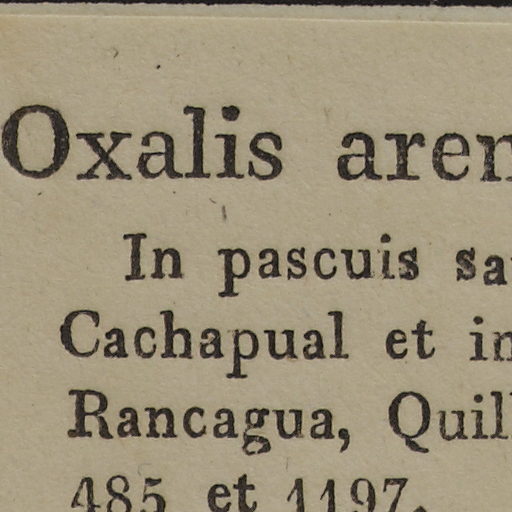 Oxalis aren
In pascuis sa
Cachapual et in
Rancagua, Quil
485 et 1197.